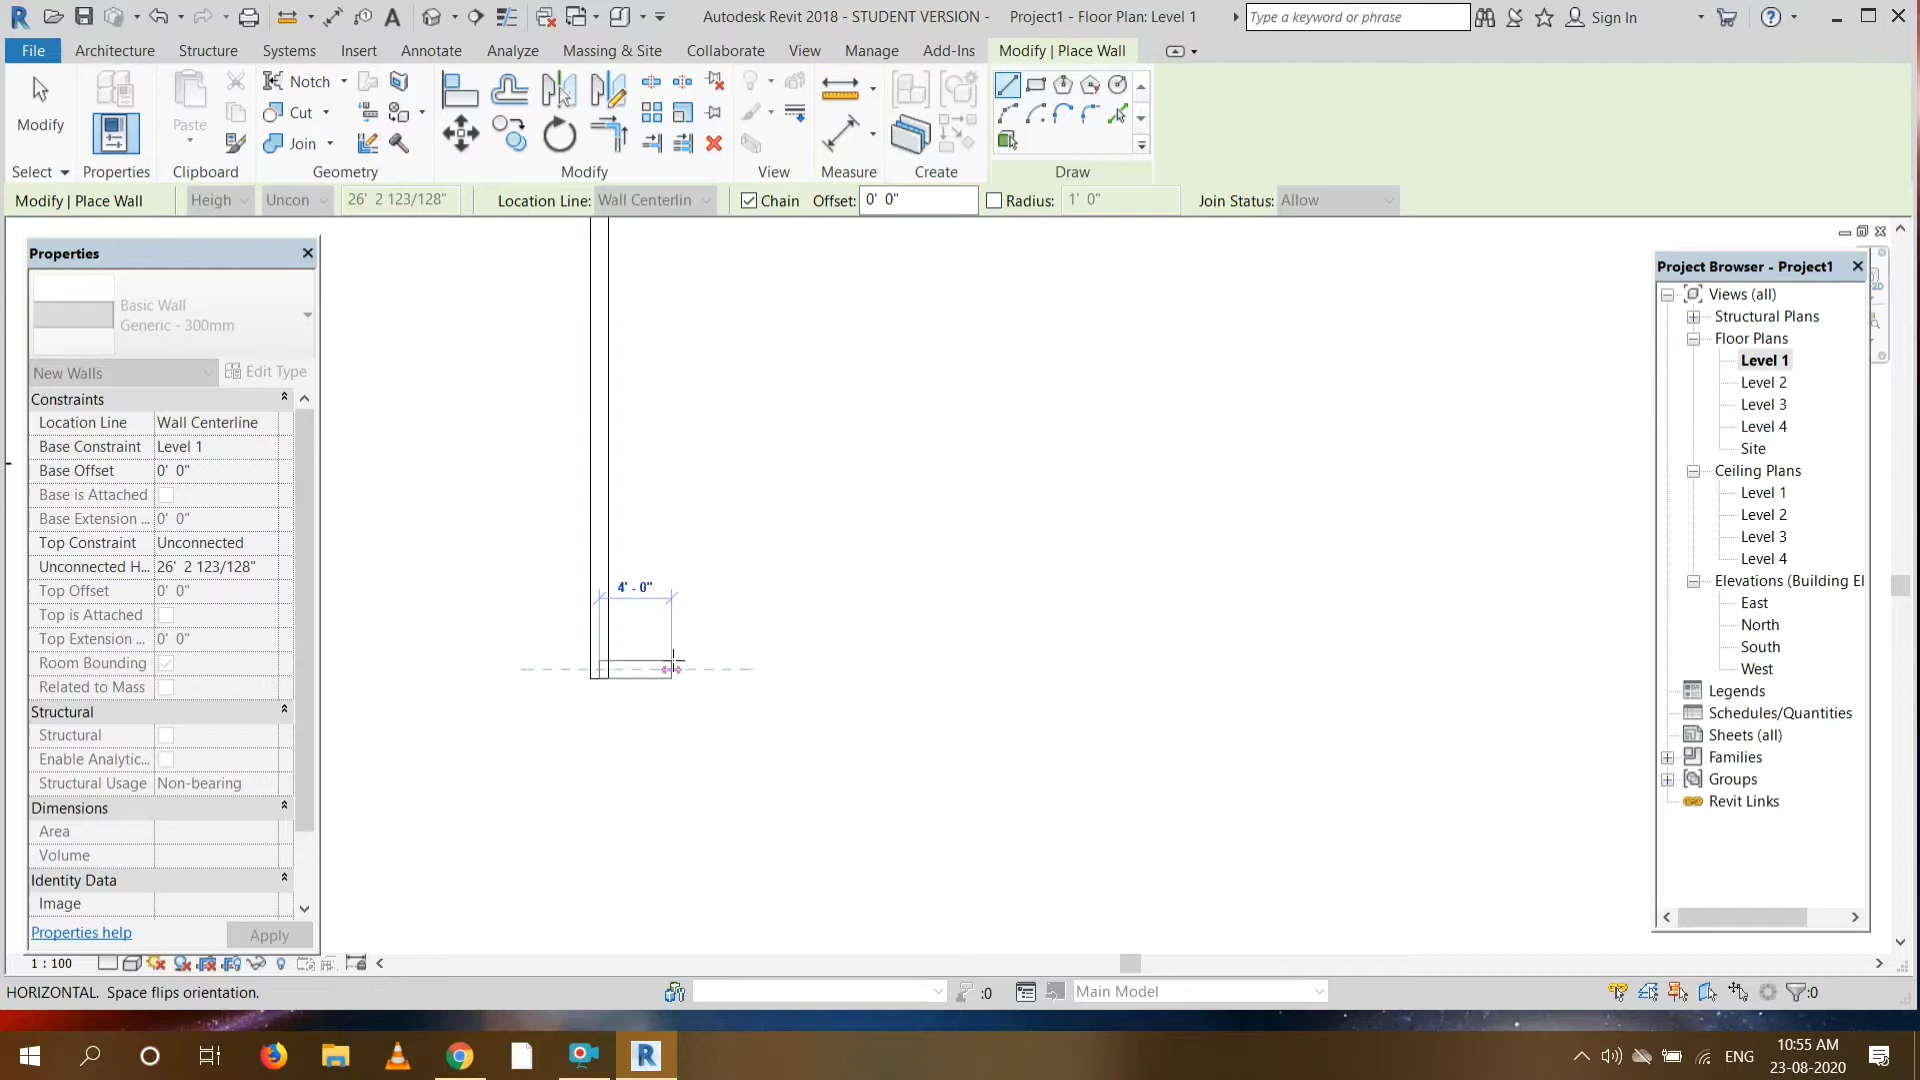 Autodesk Revit 2018 - STUDENT VERSION - Project1 - Floor Plan: Level 1
Type a keyword or phrase
Sign In
File Architecture Structure Systems Insert Annotate Analyze Massing & Site Collaborate View Manage Add-Ins Modify | Place Wall
Modify
Paste
Notch
Cut
Join
Select Properties Clipboard Geometry Modify View Measure Create Draw
Modify | Place Wall Heigh Uncon 26' 2 123/128" Location Line: Wall Centerlin Chain Offset: 0' 0" Radius: 1' 0" Join Status: Allow
Properties
Basic Wall
Generic - 300mm
New Walls Edit Type
Constraints
Location Line Wall Centerline
Base Constraint Level 1
Base Offset 0' 0"
Base is Attached
Base Extension ... 0' 0"
Top Constraint Unconnected
Unconnected H... 26' 2 123/128"
Top Offset 0' 0"
Top is Attached
Top Extension ... 0' 0"
Room Bounding
Related to Mass
Structural
Structural
Enable Analytic...
Structural Usage Non-bearing
Dimensions
Area
Volume
Identity Data
Image
Properties help Apply
4' - 0"
Project Browser - Project1
Views (all)
Structural Plans
Floor Plans
Level 1
Level 2
Level 3
Level 4
Site
Ceiling Plans
Level 1
Level 2
Level 3
Level 4
Elevations (Building El
East
North
South
West
Legends
Schedules/Quantities
Sheets (all)
Families
Groups
Revit Links
1 : 100
HORIZONTAL. Space flips orientation.
:0
Main Model
:0
ENG
10:55 AM
23-08-2020